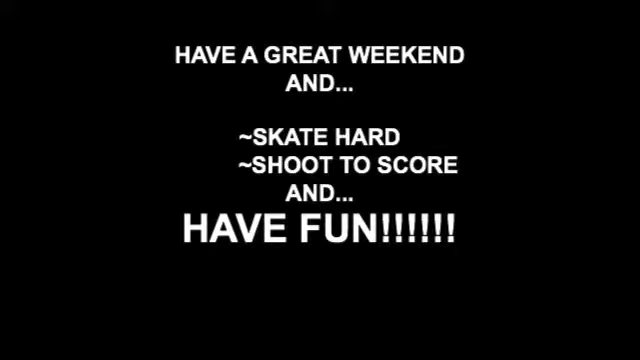 HAVE A GREAT WEEKEND
AND...
~SKATE HARD
~SHOOT TO SCORE
AND...
HAVE FUN!!!!!!